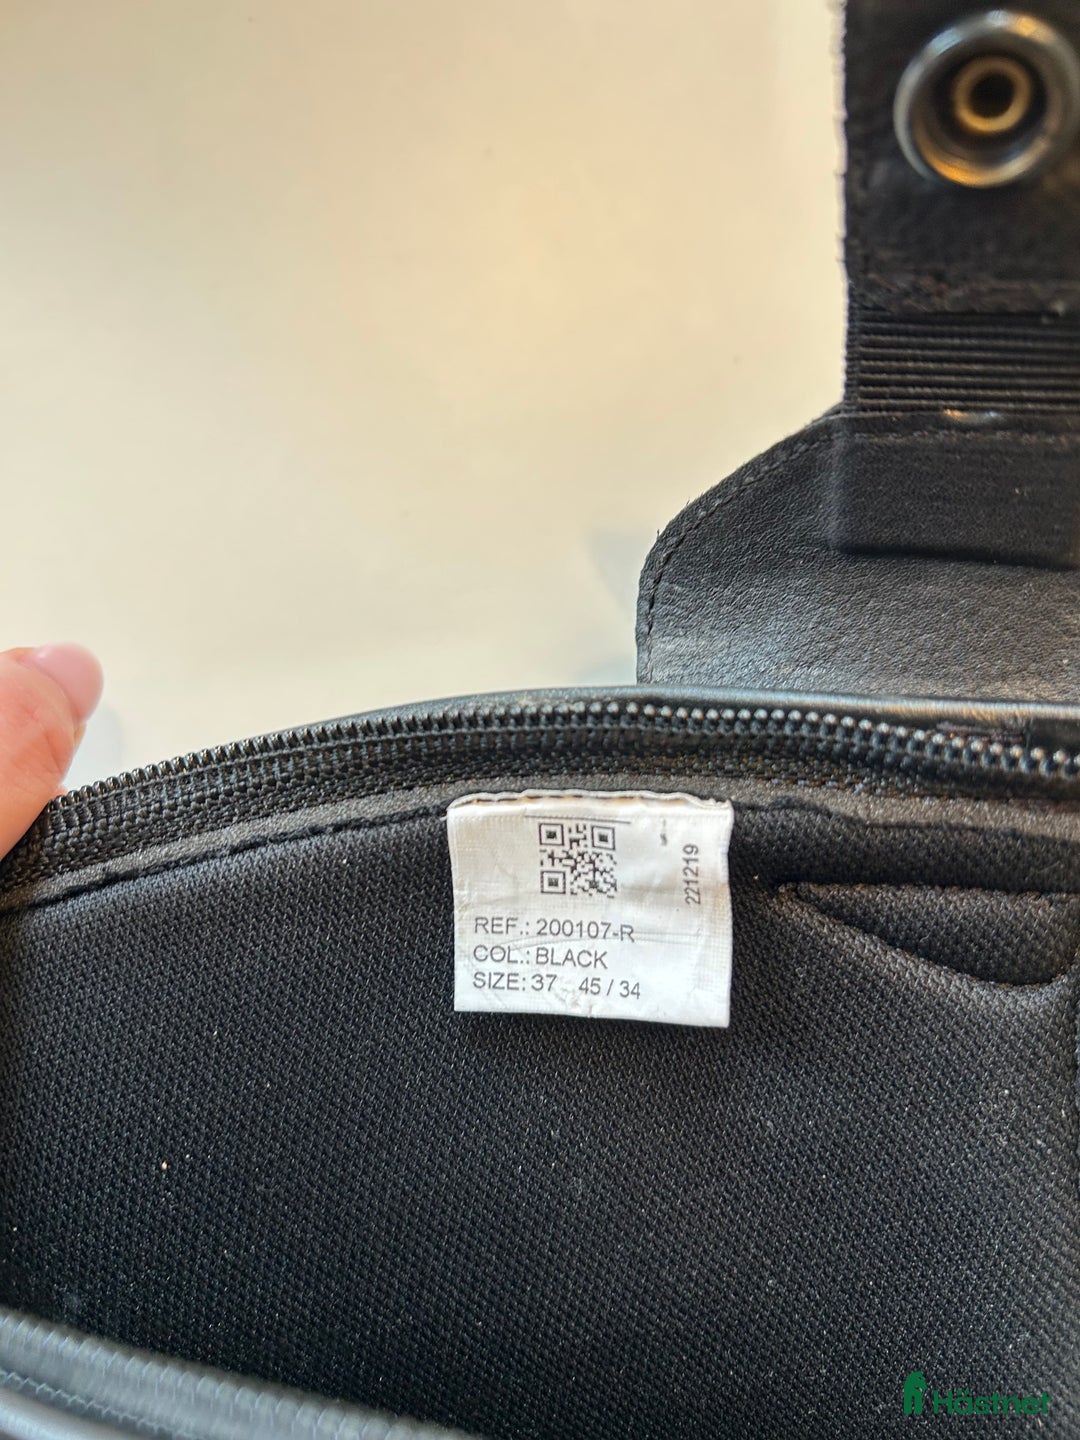 221219
REF.: 200107-R
COL.: BLACK
SIZE: 37 45 / 34
Hästnet